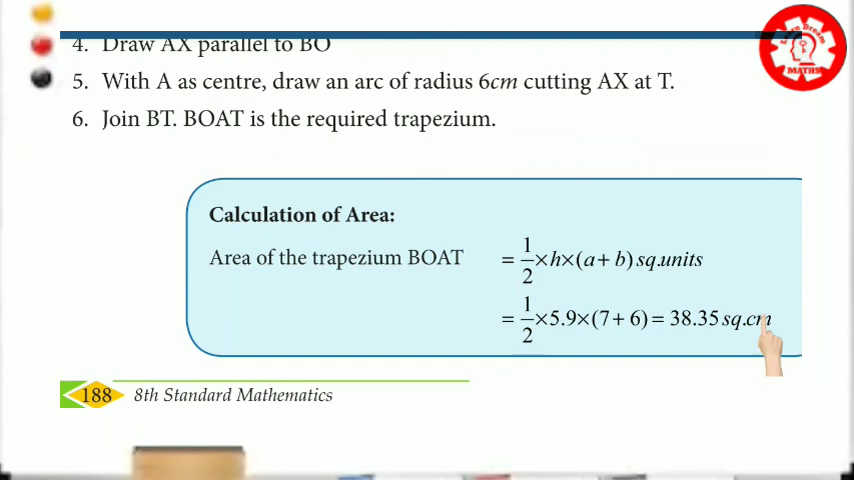 4. Draw AX parallel to BO
5. With A as centre, draw an arc of radius 6cm cutting AX at T.
6. Join BT. BOAT is the required trapezium.
Calculation of Area:
Area of the trapezium BOAT = 1/2 × h × (a + b) sq.units
= 1/2 × 5.9 × (7 + 6) = 38.35 sq.cm
188 8th Standard Mathematics
Dream
MATHS